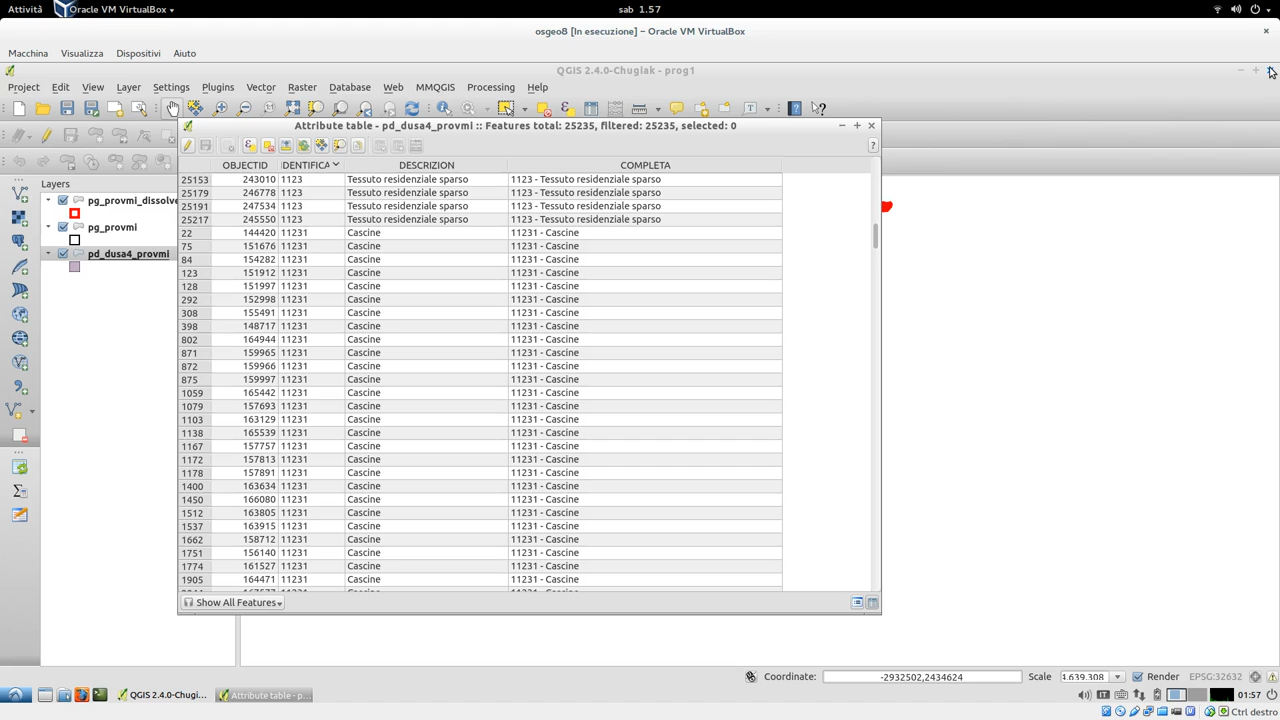 Attività Oracle VM VirtualBox sab 1.57
osgeo8 [In esecuzione] – Oracle VM VirtualBox
Macchina Visualizza Dispositivi Aiuto
QGIS 2.4.0-Chugiak - prog1
Project Edit View Layer Settings Plugins Vector Raster Database Web MMQGIS Processing Help
Attribute table - pd_dusa4_provmi :: Features total: 25235, filtered: 25235, selected: 0
Layers
pg_provmi_dissolve
pg_provmi
pd_dusa4_provmi
OBJECTID IDENTIFICA DESCRIZION COMPLETA
25153 243010 1123 Tessuto residenziale sparso 1123 - Tessuto residenziale sparso
25179 246778 1123 Tessuto residenziale sparso 1123 - Tessuto residenziale sparso
25191 247534 1123 Tessuto residenziale sparso 1123 - Tessuto residenziale sparso
25217 245550 1123 Tessuto residenziale sparso 1123 - Tessuto residenziale sparso
22 144420 11231 Cascine 11231 - Cascine
75 151676 11231 Cascine 11231 - Cascine
84 154282 11231 Cascine 11231 - Cascine
123 151912 11231 Cascine 11231 - Cascine
128 151997 11231 Cascine 11231 - Cascine
292 152998 11231 Cascine 11231 - Cascine
308 155491 11231 Cascine 11231 - Cascine
398 148717 11231 Cascine 11231 - Cascine
802 164944 11231 Cascine 11231 - Cascine
871 159965 11231 Cascine 11231 - Cascine
872 159966 11231 Cascine 11231 - Cascine
875 159997 11231 Cascine 11231 - Cascine
1059 165442 11231 Cascine 11231 - Cascine
1079 157693 11231 Cascine 11231 - Cascine
1103 163129 11231 Cascine 11231 - Cascine
1138 165539 11231 Cascine 11231 - Cascine
1167 157757 11231 Cascine 11231 - Cascine
1172 157813 11231 Cascine 11231 - Cascine
1178 157891 11231 Cascine 11231 - Cascine
1400 163634 11231 Cascine 11231 - Cascine
1450 166080 11231 Cascine 11231 - Cascine
1512 163805 11231 Cascine 11231 - Cascine
1537 163915 11231 Cascine 11231 - Cascine
1662 158712 11231 Cascine 11231 - Cascine
1751 156140 11231 Cascine 11231 - Cascine
1774 161527 11231 Cascine 11231 - Cascine
1905 164471 11231 Cascine 11231 - Cascine
Show All Features
Coordinate: -2932502,2434624 Scale 4.639.308 Render EPSG:32632
QGIS 2.4.0-Chugi... Attribute table - p... IT 01:57
Ctrl destro